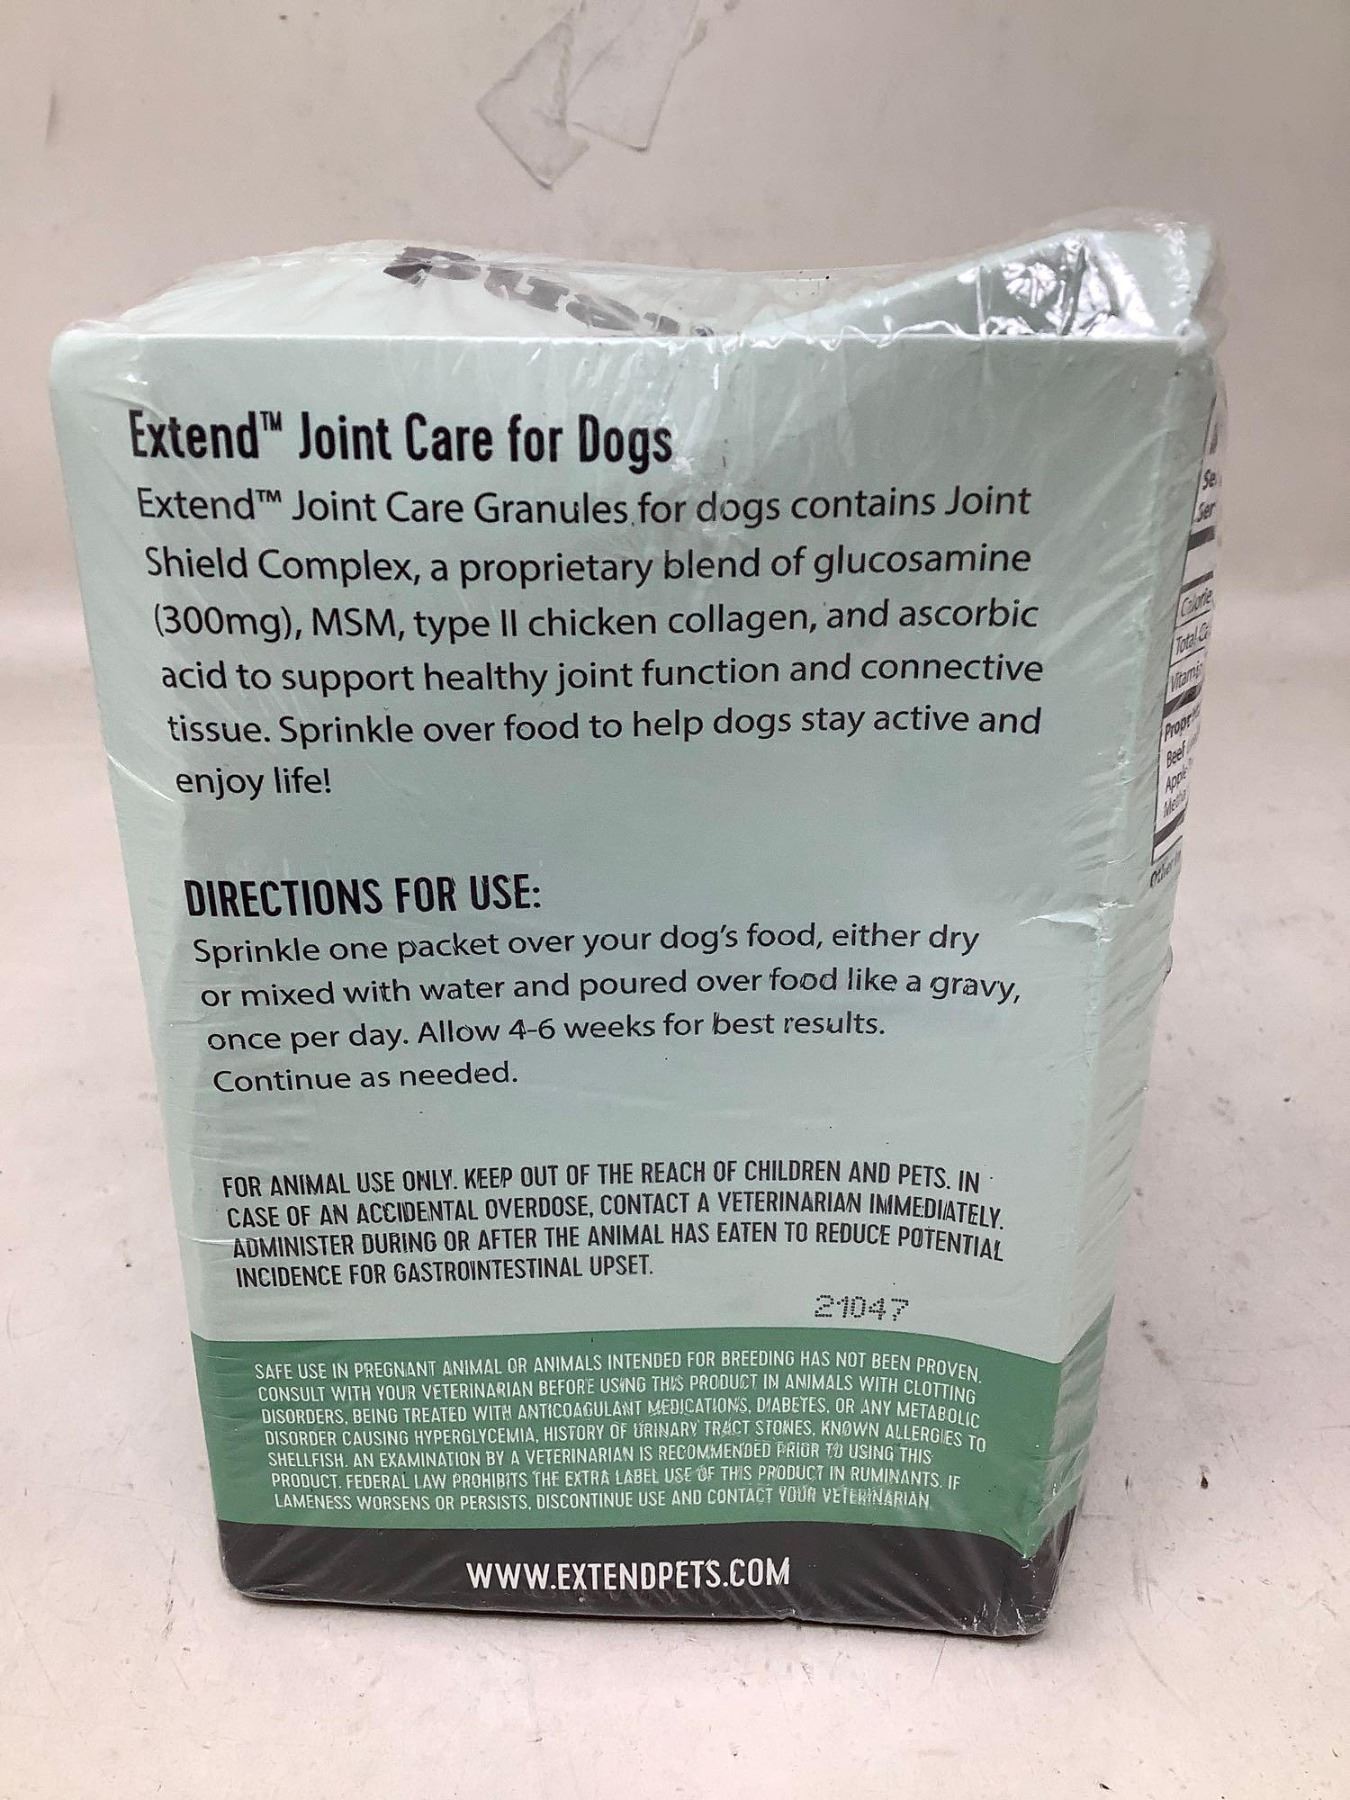 Extend™ Joint Care for Dogs
Extend™ Joint Care Granules for dogs contains Joint
Shield Complex, a proprietary blend of glucosamine
(300mg), MSM, type II chicken collagen, and ascorbic
acid to support healthy joint function and connective
tissue. Sprinkle over food to help dogs stay active and
enjoy life!
DIRECTIONS FOR USE:
Sprinkle one packet over your dog's food, either dry
or mixed with water and poured over food like a gravy,
once per day. Allow 4-6 weeks for best results.
Continue as needed.
FOR ANIMAL USE ONLY. KEEP OUT OF THE REACH OF CHILDREN AND PETS. IN
CASE OF AN ACCIDENTAL OVERDOSE, CONTACT A VETERINARIAN IMMEDIATELY.
ADMINISTER DURING OR AFTER THE ANIMAL HAS EATEN TO REDUCE POTENTIAL
INCIDENCE FOR GASTROINTESTINAL UPSET.
21047
SAFE USE IN PREGNANT ANIMAL OR ANIMALS INTENDED FOR BREEDING HAS NOT BEEN PROVEN.
CONSULT WITH YOUR VETERINARIAN BEFORE USING THIS PRODUCT IN ANIMALS WITH CLOTTING
DISORDERS, BEING TREATED WITH ANTICOAGULANT MEDICATIONS, DIABETES, OR ANY METABOLIC
DISORDER CAUSING HYPERGLYCEMIA, HISTORY OF URINARY TRACT STONES, KNOWN ALLERGIES TO
SHELLFISH. AN EXAMINATION BY A VETERINARIAN IS RECOMMENDED PRIOR TO USING THIS
PRODUCT. FEDERAL LAW PROHIBITS THE EXTRA LABEL USE OF THIS PRODUCT IN RUMINANTS. IF
LAMENESS WORSENS OR PERSISTS, DISCONTINUE USE AND CONTACT YOUR VETERINARIAN.
WWW.EXTENDPETS.COM